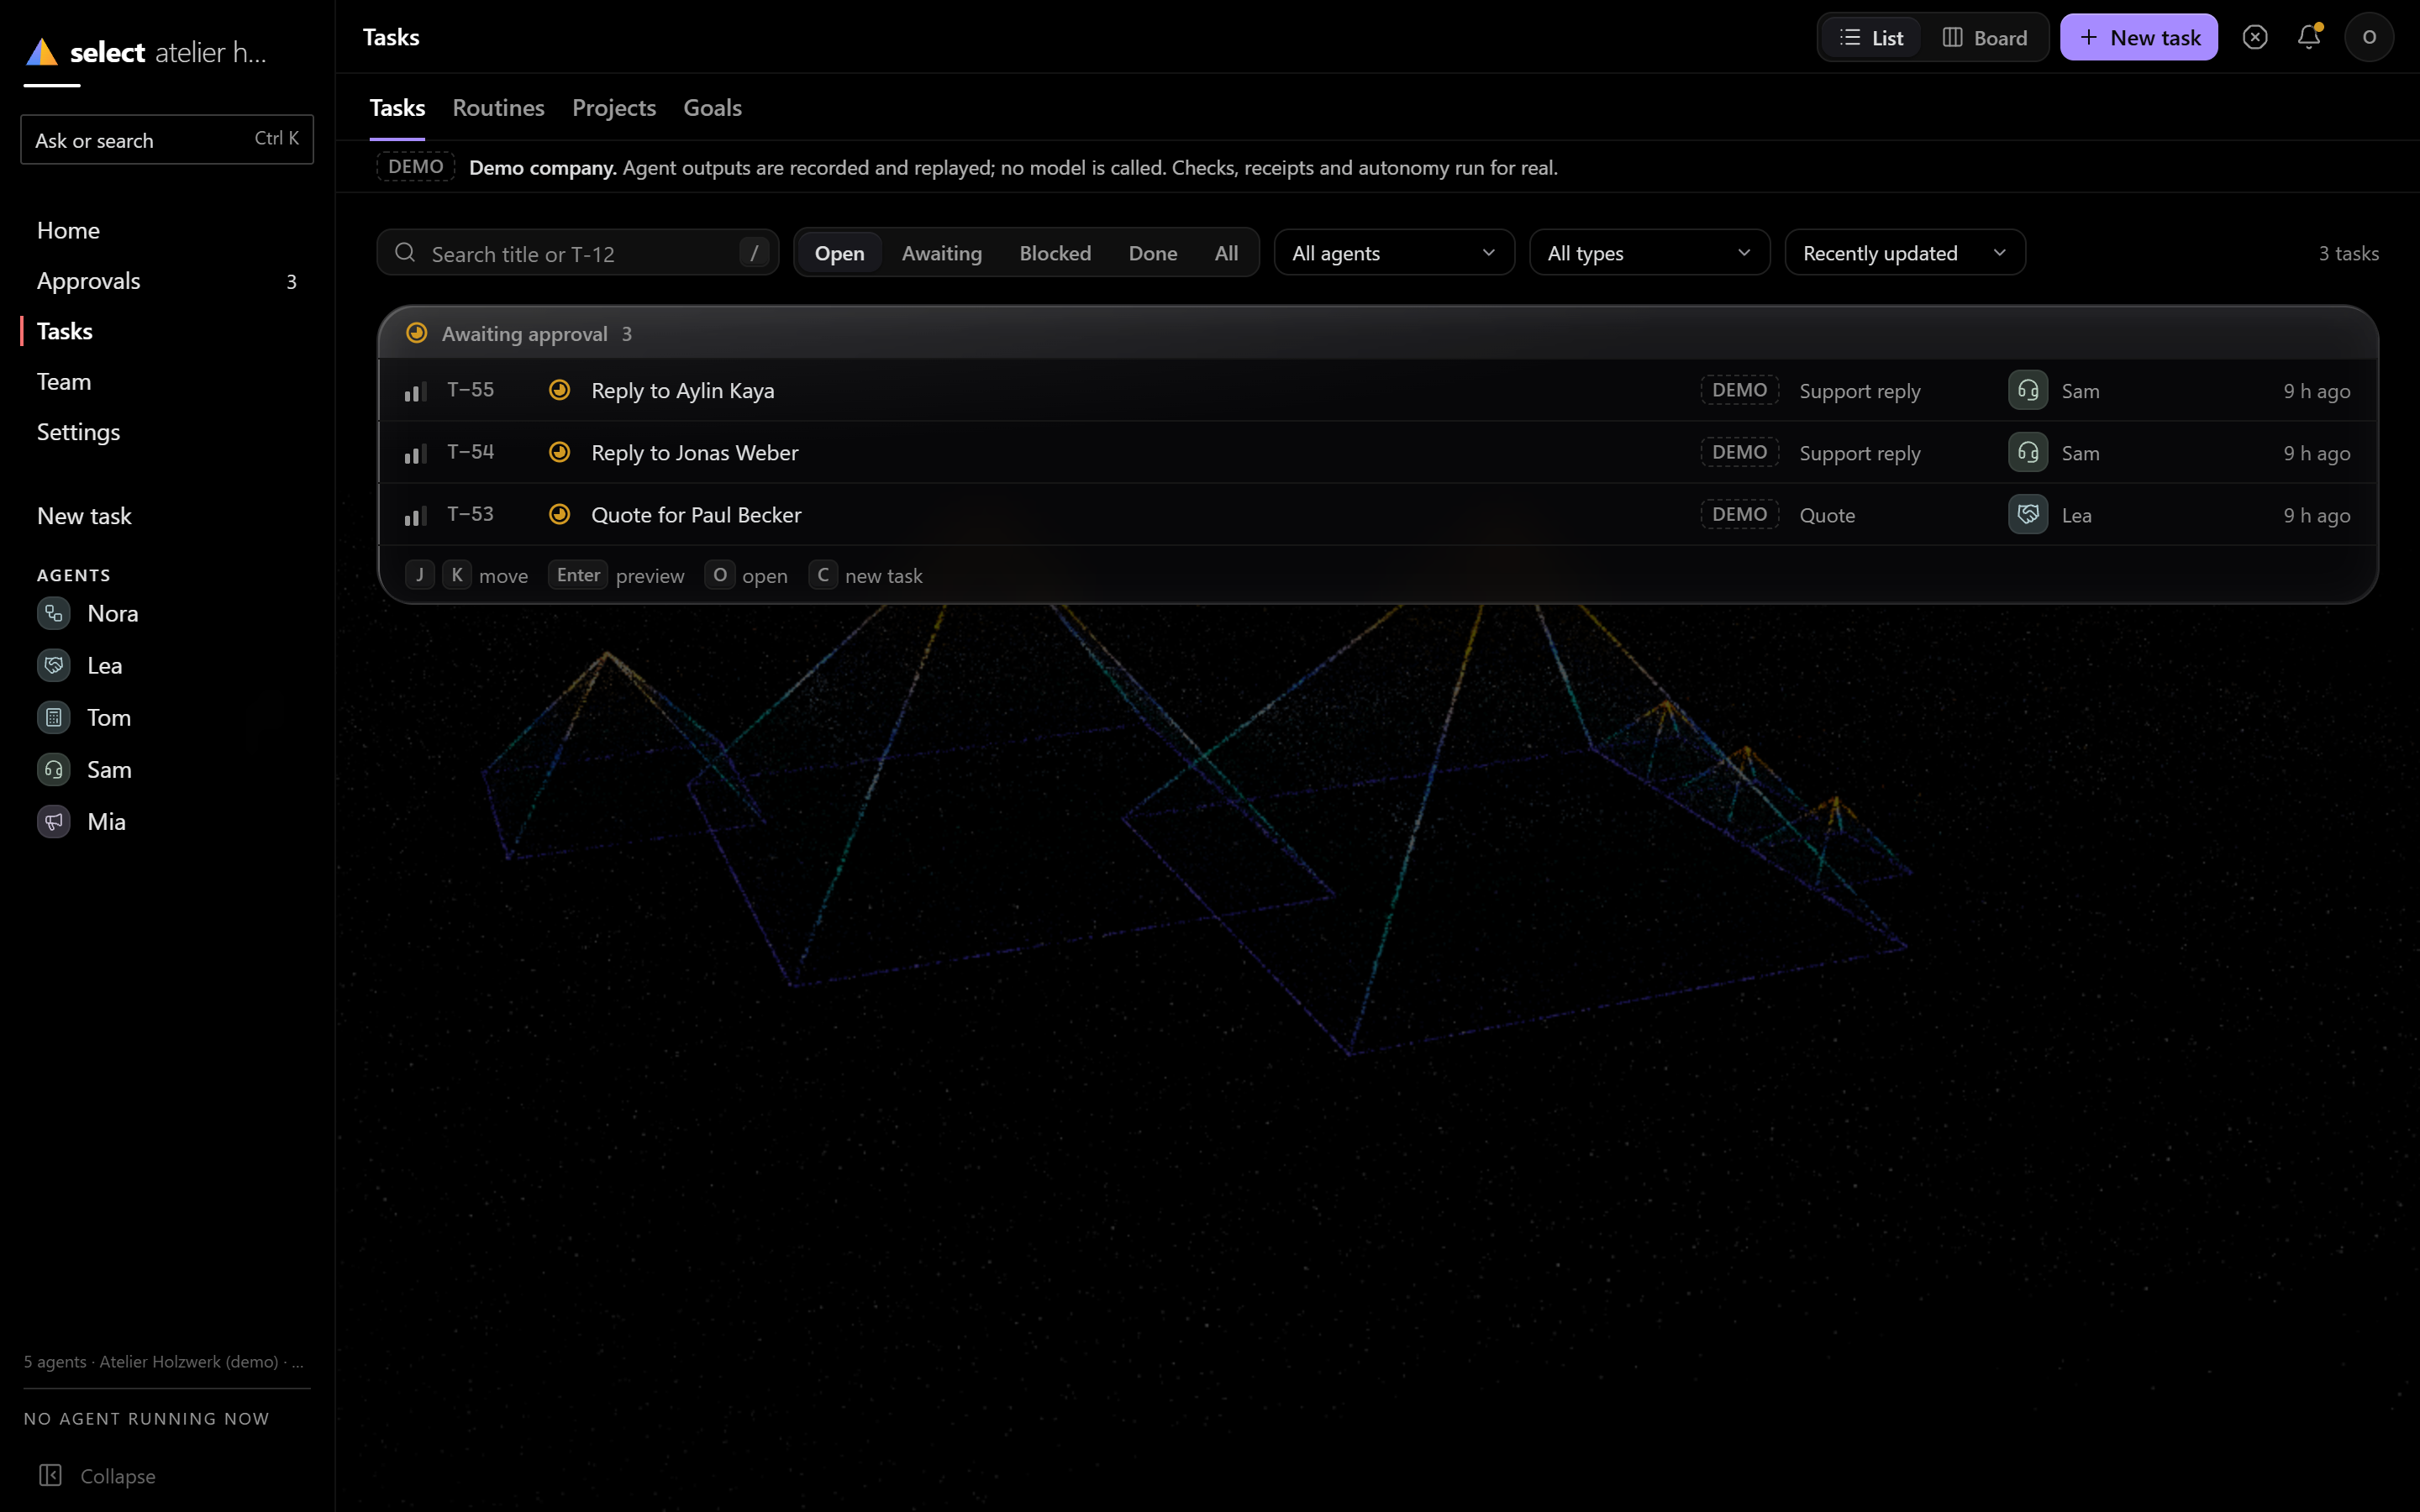 select atelier h...
Ask or search Ctrl K
Home
Approvals 3
Tasks
Team
Settings
New task
AGENTS
Nora
Lea
Tom
Sam
Mia
5 agents · Atelier Holzwerk (demo) · ...
NO AGENT RUNNING NOW
Collapse
Tasks
List Board + New task O
Tasks Routines Projects Goals
DEMO Demo company. Agent outputs are recorded and replayed; no model is called. Checks, receipts and autonomy run for real.
Search title or T-12 / Open Awaiting Blocked Done All All agents All types Recently updated 3 tasks
Awaiting approval 3
T-55 Reply to Aylin Kaya DEMO Support reply Sam 9 h ago
T-54 Reply to Jonas Weber DEMO Support reply Sam 9 h ago
T-53 Quote for Paul Becker DEMO Quote Lea 9 h ago
J K move Enter preview O open C new task